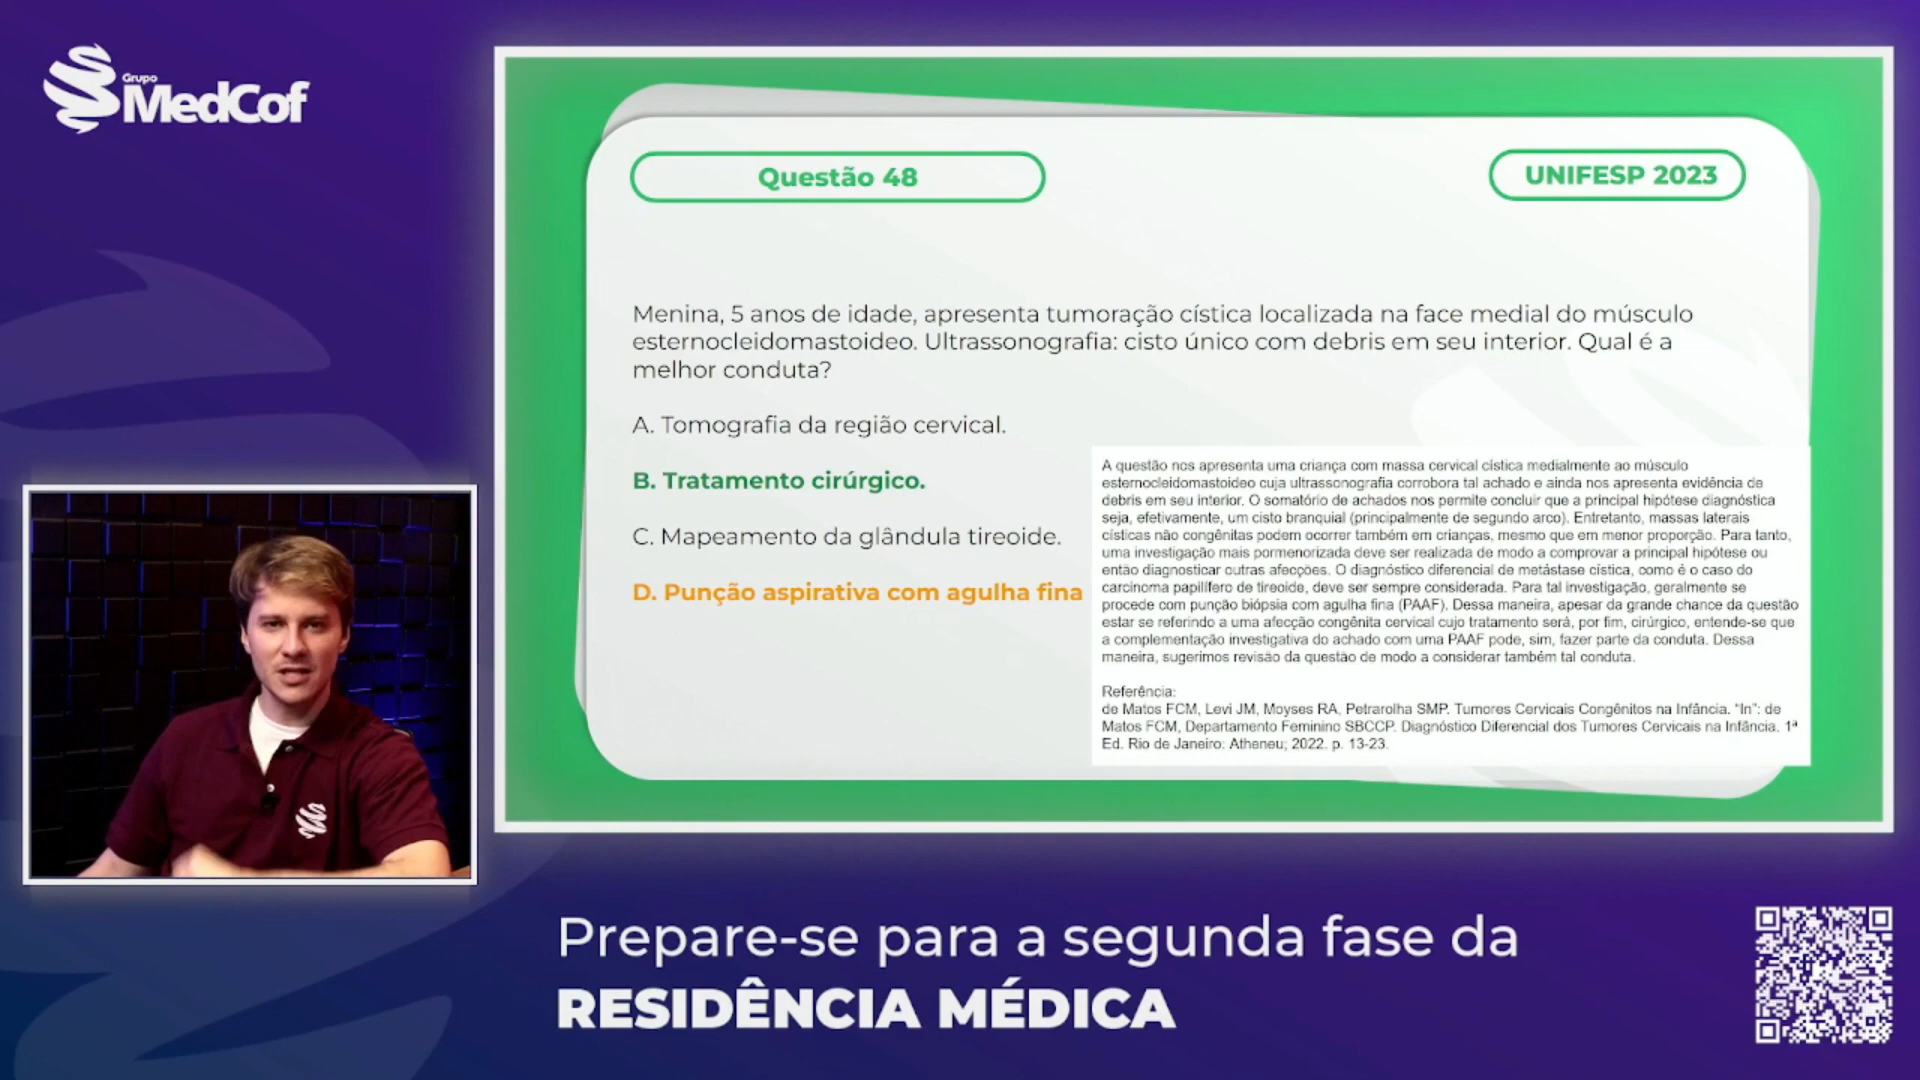 Grupo
MedCof
Questão 48
UNIFESP 2023
Menina, 5 anos de idade, apresenta tumoração cística localizada na face medial do músculo
esternocleidomastoideo. Ultrassonografia: cisto único com debris em seu interior. Qual é a
melhor conduta?
A. Tomografia da região cervical.
B. Tratamento cirúrgico.
C. Mapeamento da glândula tireoide.
D. Punção aspirativa com agulha fina
A questão nos apresenta uma criança com massa cervical cística medialmente ao músculo
esternocleidomastoideo cuja ultrassonografia corrobora tal achado e ainda nos apresenta evidência de
debris em seu interior. O somatório de achados nos permite concluir que a principal hipótese diagnóstica
seja, efetivamente, um cisto branquial (principalmente de segundo arco). Entretanto, massas laterais
císticas não congênitas podem ocorrer também em crianças, mesmo que em menor proporção. Para tanto,
uma investigação mais pormenorizada deve ser realizada de modo a comprovar a principal hipótese ou
então diagnosticar outras afecções. O diagnóstico diferencial de metástase cística, como é o caso do
carcinoma papilífero de tireoide, deve ser sempre considerada. Para tal investigação, geralmente se
procede com punção biópsia com agulha fina (PAAF). Dessa maneira, apesar da grande chance da questão
estar se referindo a uma afecção congênita cervical cujo tratamento será, por fim, cirúrgico, entende-se que
a complementação investigativa do achado com uma PAAF pode, sim, fazer parte da conduta. Dessa
maneira, sugerimos revisão da questão de modo a considerar também tal conduta.
Referência:
de Matos FCM, Levi JM, Moyses RA, Petrarolha SMP. Tumores Cervicais Congênitos na Infância. "In": de
Matos FCM, Departamento Feminino SBCCP. Diagnóstico Diferencial dos Tumores Cervicais na Infância. 1ª
Ed. Rio de Janeiro: Atheneu; 2022. p. 13-23.
Prepare-se para a segunda fase da
RESIDÊNCIA MÉDICA